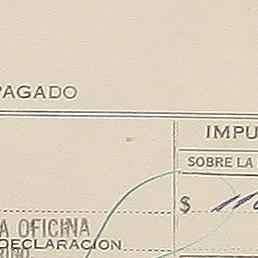 PAGADO
IMPU
SOBRE LA
$
A OFICINA
DECLARACION